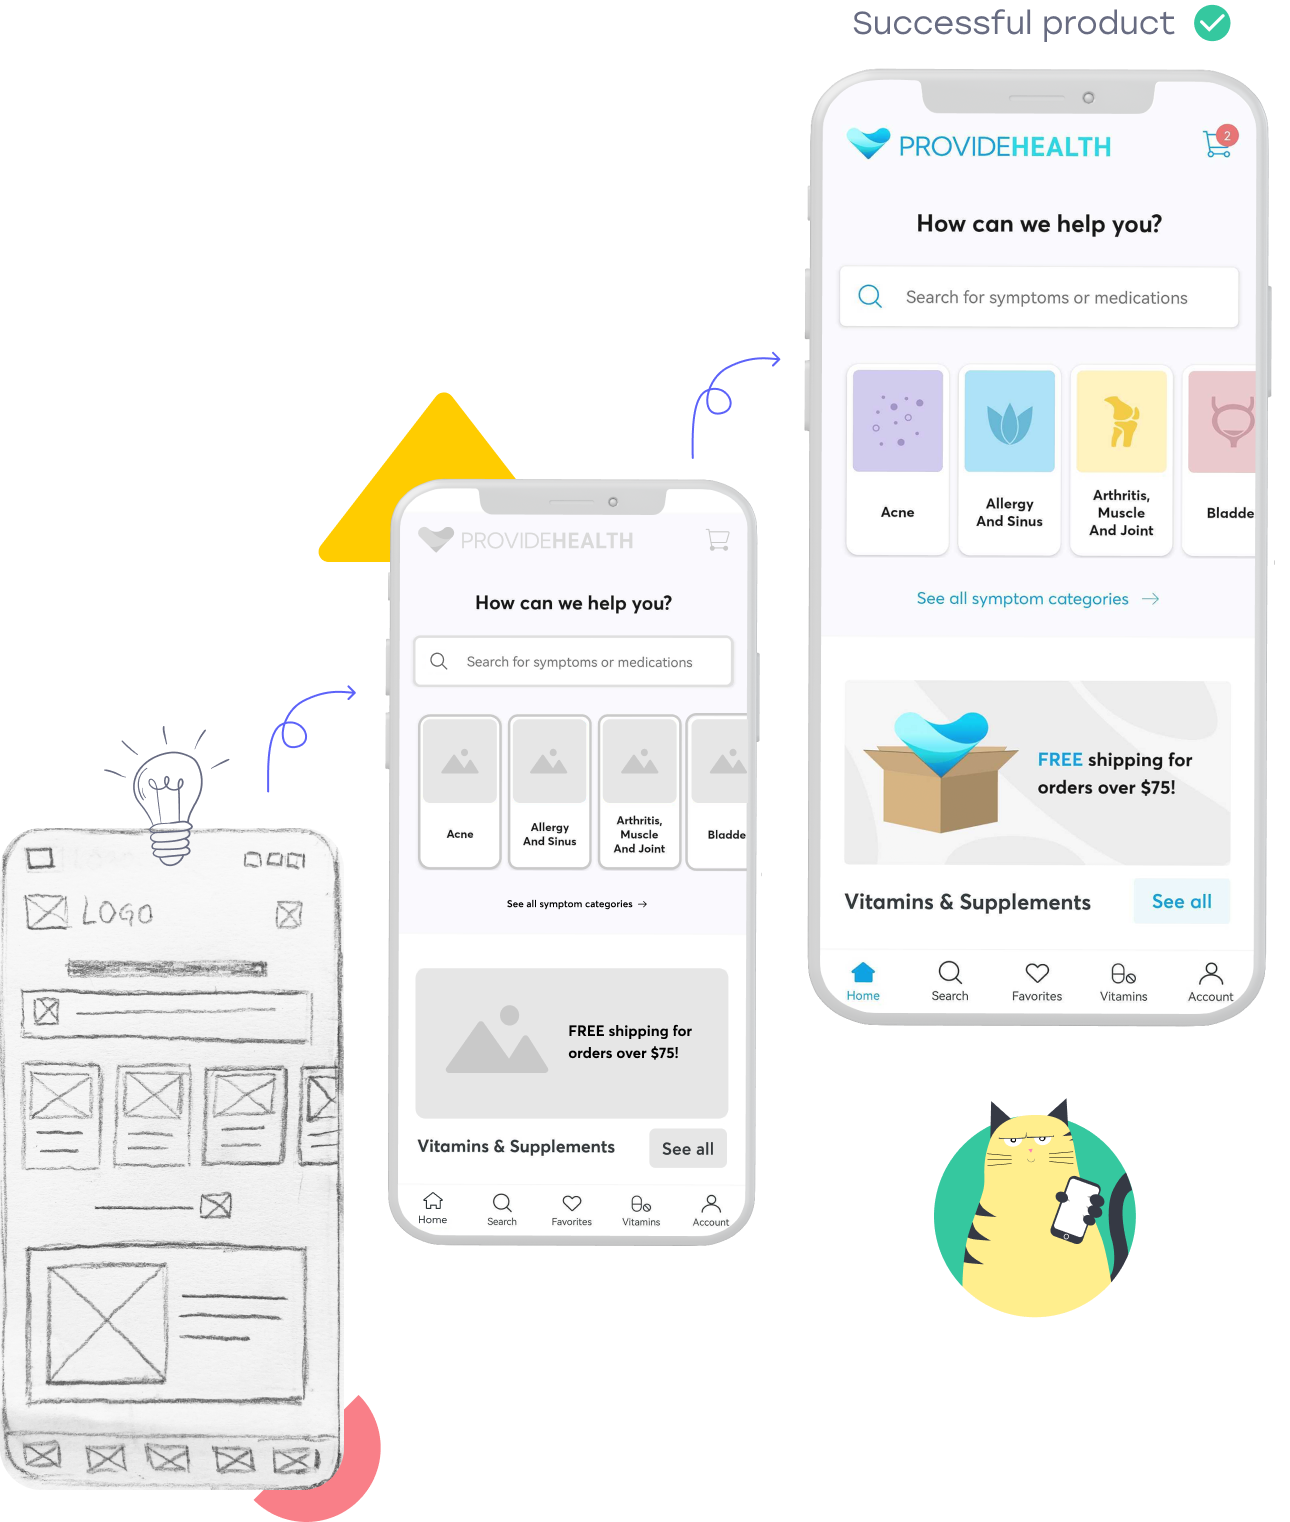 Successful product
PROVIDEHEALTH
2
How can we help you?
Search for symptoms or medications
Acne
Allergy
And Sinus
Arthritis,
Muscle
And Joint
Bladde
See all symptom categories
FREE shipping for
orders over $75!
Vitamins & Supplements
See all
Home
Search
Favorites
Vitamins
Account
PROVIDEHEALTH
How can we help you?
Search for symptoms or medications
Acne
Allergy
And Sinus
Arthritis,
Muscle
And Joint
Bladde
See all symptom categories
FREE shipping for
orders over $75!
Vitamins & Supplements
See all
Home
Search
Favorites
Vitamins
Account
LOGO